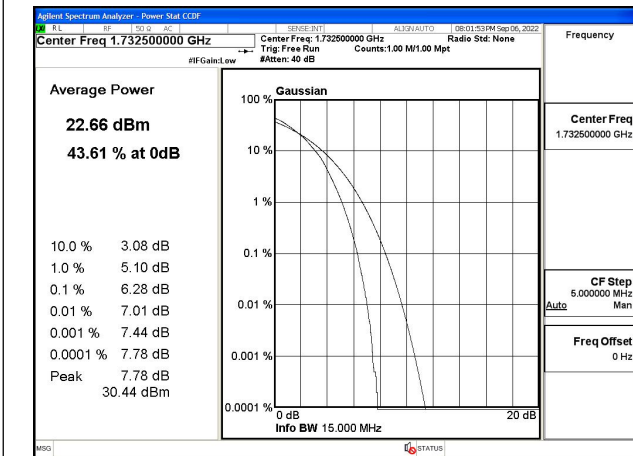 Agilent Spectrum Analyzer - Power Stat CCDF
RL RF 50 Ω AC SENSE:INT ALIGN AUTO 08:01:53 PM Sep 06, 2022
Center Freq 1.732500000 GHz
Center Freq: 1.732500000 GHz Radio Std: None
Trig: Free Run Counts:1.00 M/1.00 Mpt
#IFGain:Low #Atten: 40 dB
Frequency
Average Power
22.66 dBm
43.61 % at 0dB
10.0 % 3.08 dB
1.0 % 5.10 dB
0.1 % 6.28 dB
0.01 % 7.01 dB
0.001 % 7.44 dB
0.0001 % 7.78 dB
Peak 7.78 dB
30.44 dBm
Gaussian
100 %
10 %
1 %
0.1 %
0.01 %
0.001 %
0.0001 %
0 dB 20 dB
Info BW 15.000 MHz
Center Freq
1.732500000 GHz
CF Step
5.000000 MHz
Auto Man
Freq Offset
0 Hz
MSG STATUS